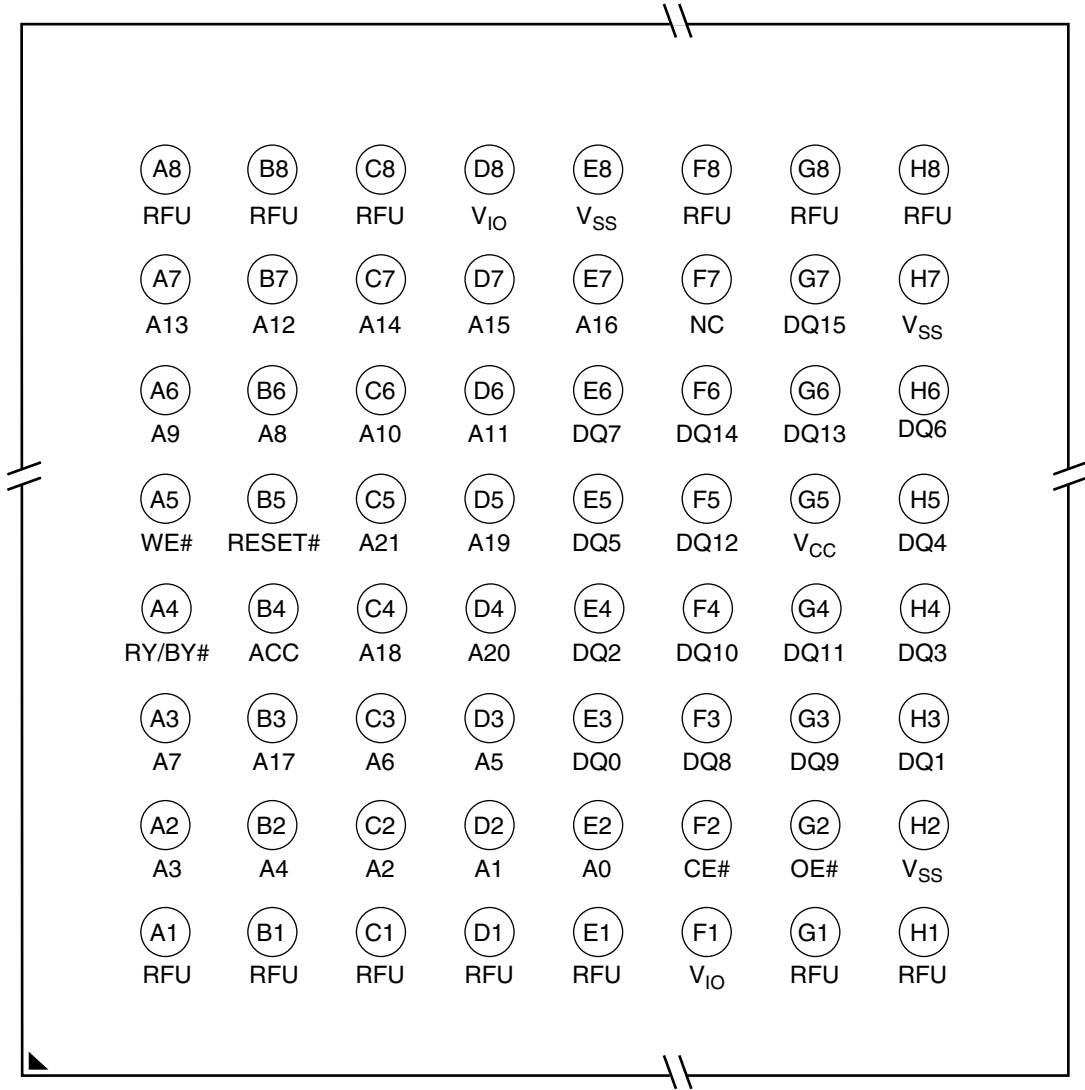 A8 B8 C8 D8 E8 F8 G8 H8
RFU RFU RFU VIO VSS RFU RFU RFU
A7 B7 C7 D7 E7 F7 G7 H7
A13 A12 A14 A15 A16 NC DQ15 VSS
A6 B6 C6 D6 E6 F6 G6 H6
A9 A8 A10 A11 DQ7 DQ14 DQ13 DQ6
A5 B5 C5 D5 E5 F5 G5 H5
WE# RESET# A21 A19 DQ5 DQ12 VCC DQ4
A4 B4 C4 D4 E4 F4 G4 H4
RY/BY# ACC A18 A20 DQ2 DQ10 DQ11 DQ3
A3 B3 C3 D3 E3 F3 G3 H3
A7 A17 A6 A5 DQ0 DQ8 DQ9 DQ1
A2 B2 C2 D2 E2 F2 G2 H2
A3 A4 A2 A1 A0 CE# OE# VSS
A1 B1 C1 D1 E1 F1 G1 H1
RFU RFU RFU RFU RFU VIO RFU RFU